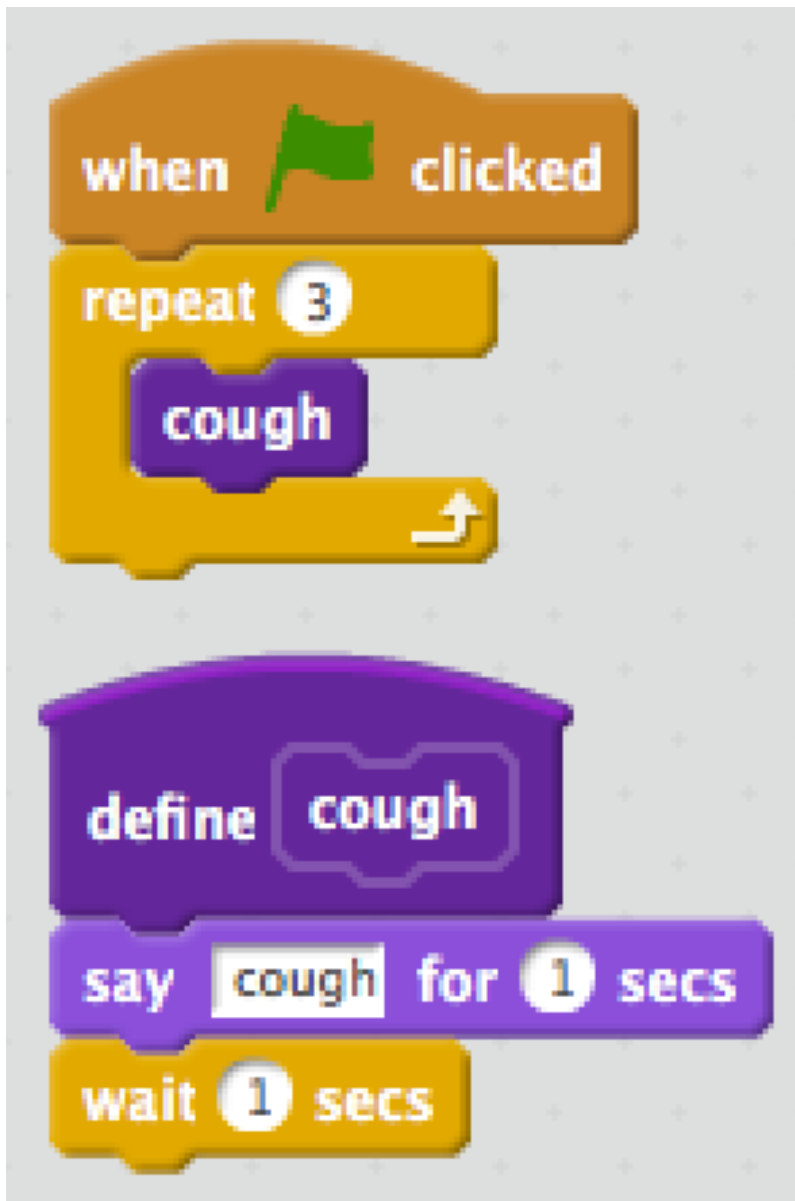 when clicked
repeat 3
cough
define cough
say cough for 1 secs
wait 1 secs